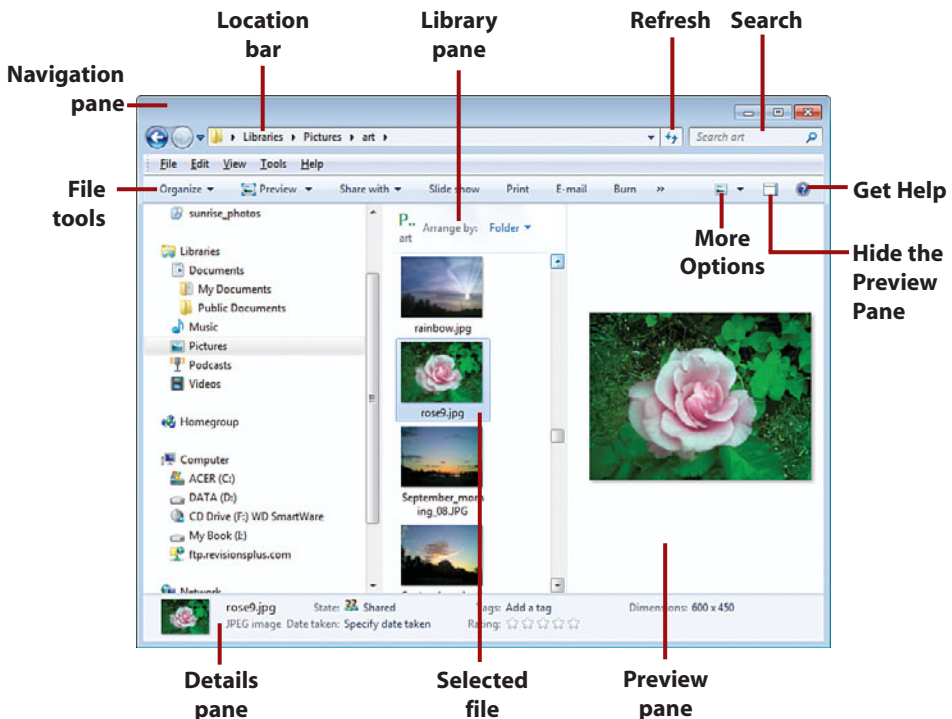 Location bar
Library pane
Refresh
Search
Navigation pane
Libraries ▸ Pictures ▸ art ▸
Search art
File Edit View Tools Help
File tools
Organize Preview Share with Slide show Print E-mail Burn »
Get Help
More Options
Hide the Preview Pane
sunrise_photos
Libraries
Documents
My Documents
Public Documents
Music
Pictures
Podcasts
Videos
Homegroup
Computer
ACER (C:)
DATA (D:)
CD Drive (F:) WD SmartWare
My Book (I:)
ftp.revisionsplus.com
Network
P..
art
Arrange by: Folder
rainbow.jpg
rose9.jpg
September_morn
ing_08.JPG
rose9.jpg State: Shared Tags: Add a tag Dimensions: 600 x 450
JPEG image Date taken: Specify date taken Rating:
Details pane
Selected file
Preview pane